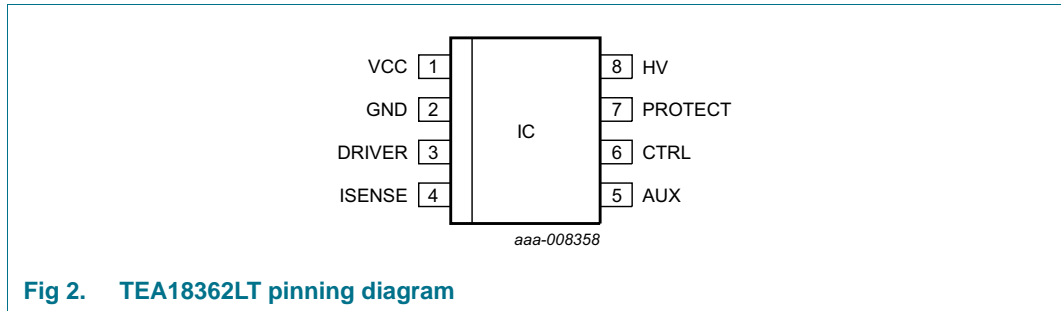 VCC 1 8 HV
GND 2 7 PROTECT
IC
DRIVER 3 6 CTRL
ISENSE 4 5 AUX
aaa-008358
Fig 2. TEA18362LT pinning diagram